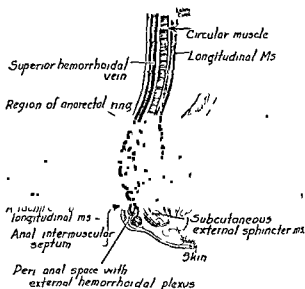 Circular muscle
Longitudinal Ms
Superior hemorrhoidal
vein
Region of anorectal ring
longitudinal ms
Anal intermuscular
septum
Subcutaneous
external sphincter ms
Skin
Peri anal space with
external hemorrhoidal plexus